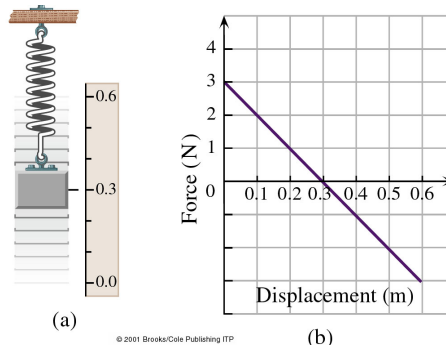 0.6
0.3
0.0
(a)
4
3
2
1
0
0.1 0.2 0.3 0.4 0.5 0.6
Force (N)
Displacement (m)
(b)
© 2001 Brooks/Cole Publishing ITP